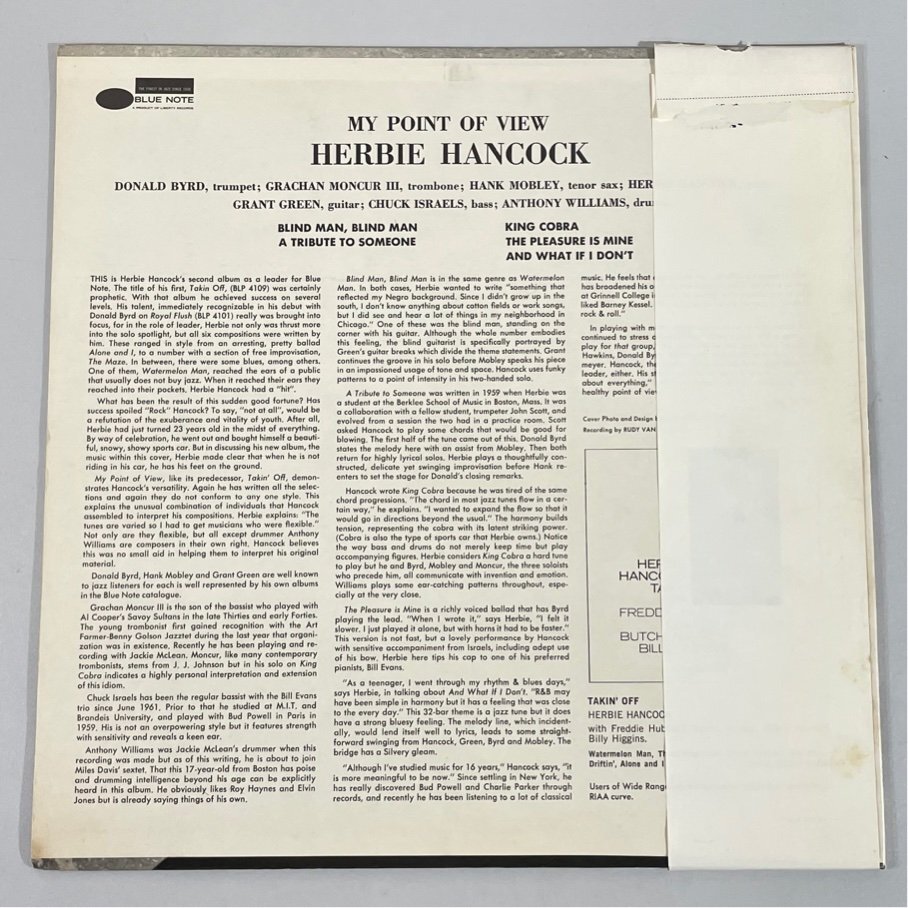 THE FINEST IN JAZZ SINCE 1939
BLUE NOTE
A PRODUCT OF LIBERTY RECORDS
MY POINT OF VIEW
HERBIE HANCOCK
DONALD BYRD, trumpet; GRACHAN MONCUR III, trombone; HANK MOBLEY, tenor sax; HER
GRANT GREEN, guitar; CHUCK ISRAELS, bass; ANTHONY WILLIAMS, dru
BLIND MAN, BLIND MAN
A TRIBUTE TO SOMEONE
KING COBRA
THE PLEASURE IS MINE
AND WHAT IF I DON'T
THIS is Herbie Hancock's second album as a leader for Blue
Note. The title of his first, Takin' Off, (BLP 4109) was certainly
prophetic. With that album he achieved success on several
levels. His talent, immediately recognizable in his debut with
Donald Byrd on Royal Flush (BLP 4101) really was brought into
focus, for in the role of leader, Herbie not only was thrust more
into the solo spotlight, but all six compositions were written by
him. These ranged in style from an arresting, pretty ballad
Alone and I, to a number with a section of free improvisation,
The Maze. In between, there were some blues, among others.
One of them, Watermelon Man, reached the ears of a public
that usually does not buy jazz. When it reached their ears they
reached into their pockets. Herbie Hancock had a "hit".
What has been the result of this sudden good fortune? Has
success spoiled "Rock" Hancock? To say, "not at all", would be
a refutation of the exuberance and vitality of youth. After all,
Herbie had just turned 23 years old in the midst of everything.
By way of celebration, he went out and bought himself a beauti-
ful, snowy, showy sports car. But in discussing his new album, the
music within this cover, Herbie made clear that when he is not
riding in his car, he has his feet on the ground.
My Point of View, like its predecessor, Takin' Off, demon-
strates Hancock's versatility. Again he has written all the selec-
tions and again they do not conform to any one style. This
explains the unusual combination of individuals that Hancock
assembled to interpret his compositions. Herbie explains: "The
tunes are varied so I had to get musicians who were flexible."
Not only are they flexible, but all except drummer Anthony
Williams are composers in their own right. Hancock believes
this was no small aid in helping them to interpret his original
material.
Donald Byrd, Hank Mobley and Grant Green are well known
to jazz listeners for each is well represented by his own albums
in the Blue Note catalogue.
Grachan Moncur III is the son of the bassist who played with
Al Cooper's Savoy Sultans in the late Thirties and early Forties.
The young trombonist first gained recognition with the Art
Farmer-Benny Golson Jazztet during the last year that organi-
zation was in existence. Recently he has been playing and re-
cording with Jackie McLean. Moncur, like many contemporary
trombonists, stems from J. J. Johnson but in his solo on King
Cobra indicates a highly personal interpretation and extension
of this idiom.
Chuck Israels has been the regular bassist with the Bill Evans
trio since June 1961. Prior to that he studied at M.I.T. and
Brandeis University, and played with Bud Powell in Paris in
1959. His is not an overpowering style but it features strength
with sensitivity and reveals a keen ear.
Anthony Williams was Jackie McLean's drummer when this
recording was made but as of this writing, he is about to join
Miles Davis' sextet. That this 17-year-old from Boston has poise
and drumming intelligence beyond his age can be explicitly
heard in this album. He obviously likes Roy Haynes and Elvin
Jones but is already saying things of his own.
Blind Man, Blind Man is in the same genre as Watermelon
Man. In both cases, Herbie wanted to write "something that
reflected my Negro background. Since I didn't grow up in the
south, I don't know anything about cotton fields or work songs,
but I did see and hear a lot of things in my neighborhood in
Chicago." One of these was the blind man, standing on the
corner with his guitar. Although the whole number embodies
this feeling, the blind guitarist is specifically portrayed by
Green's guitar breaks which divide the theme statements. Grant
continues the groove in his solo before Mobley speaks his piece
in an impassioned usage of tone and space. Hancock uses funky
patterns to a point of intensity in his two-handed solo.
A Tribute to Someone was written in 1959 when Herbie was
a student at the Berklee School of Music in Boston, Mass. It was
a collaboration with a fellow student, trumpeter John Scott, and
evolved from a session the two had in a practice room. Scott
asked Hancock to play some chords that would be good for
blowing. The first half of the tune came out of this. Donald Byrd
states the melody here with an assist from Mobley. Then both
return for highly lyrical solos. Herbie plays a thoughtfully con-
structed, delicate yet swinging improvisation before Hank re-
enters to set the stage for Donald's closing remarks.
Hancock wrote King Cobra because he was tired of the same
chord progressions. "The chord in most jazz tunes flow in a cer-
tain way," he explains. "I wanted to expand the flow so that it
would go in directions beyond the usual." The harmony builds
tension, representing the cobra with its latent striking power.
(Cobra is also the type of sports car that Herbie owns.) Notice
the way bass and drums do not merely keep time but play
accompanying figures. Herbie considers King Cobra a hard tune
to play but he and Byrd, Mobley and Moncur, the three soloists
who precede him, all communicate with invention and emotion.
Williams plays some ear-catching patterns throughout, espe-
cially at the very close.
The Pleasure is Mine is a richly voiced ballad that has Byrd
playing the lead. "When I wrote it," says Herbie, "I felt it
slower. I just played it alone, but with horns it had to be faster."
This version is not fast, but a lovely performance by Hancock
with sensitive accompaniment from Israels, including adept use
of his bow. Herbie here tips his cap to one of his preferred
pianists, Bill Evans.
"As a teenager, I went through my rhythm & blues days,"
says Herbie, in talking about And What If I Don't. "R&B may
have been simple in harmony but it has a feeling that was close
to the every day." This 32-bar theme is a jazz tune but it does
have a strong bluesy feeling. The melody line, which incident-
ally, would lend itself well to lyrics, leads to some straight-
forward swinging from Hancock, Green, Byrd and Mobley. The
bridge has a Silvery gleam.
"Although I've studied music for 16 years," Hancock says, "it
is more meaningful to be now." Since settling in New York, he
has really discovered Bud Powell and Charlie Parker through
records, and recently he has been listening to a lot of classical
music. He feels that
has broadened his o
at Grinnell College i
liked Barney Kessel.
rock & roll."
In playing with m
continued to stress o
play for that group,
Hawkins, Donald By
meyer. Hancock, the
leader, either. His st
about everything,"
healthy point of view
Cover Photo and Design
Recording by RUDY VAN
HER
HANCO
TA
FREDD
BUTCH
BILL
TAKIN' OFF
HERBIE HANCOC
with Freddie Hub
Billy Higgins.
Watermelon Man, Th
Driftin', Alone and I
Users of Wide Rang
RIAA curve.